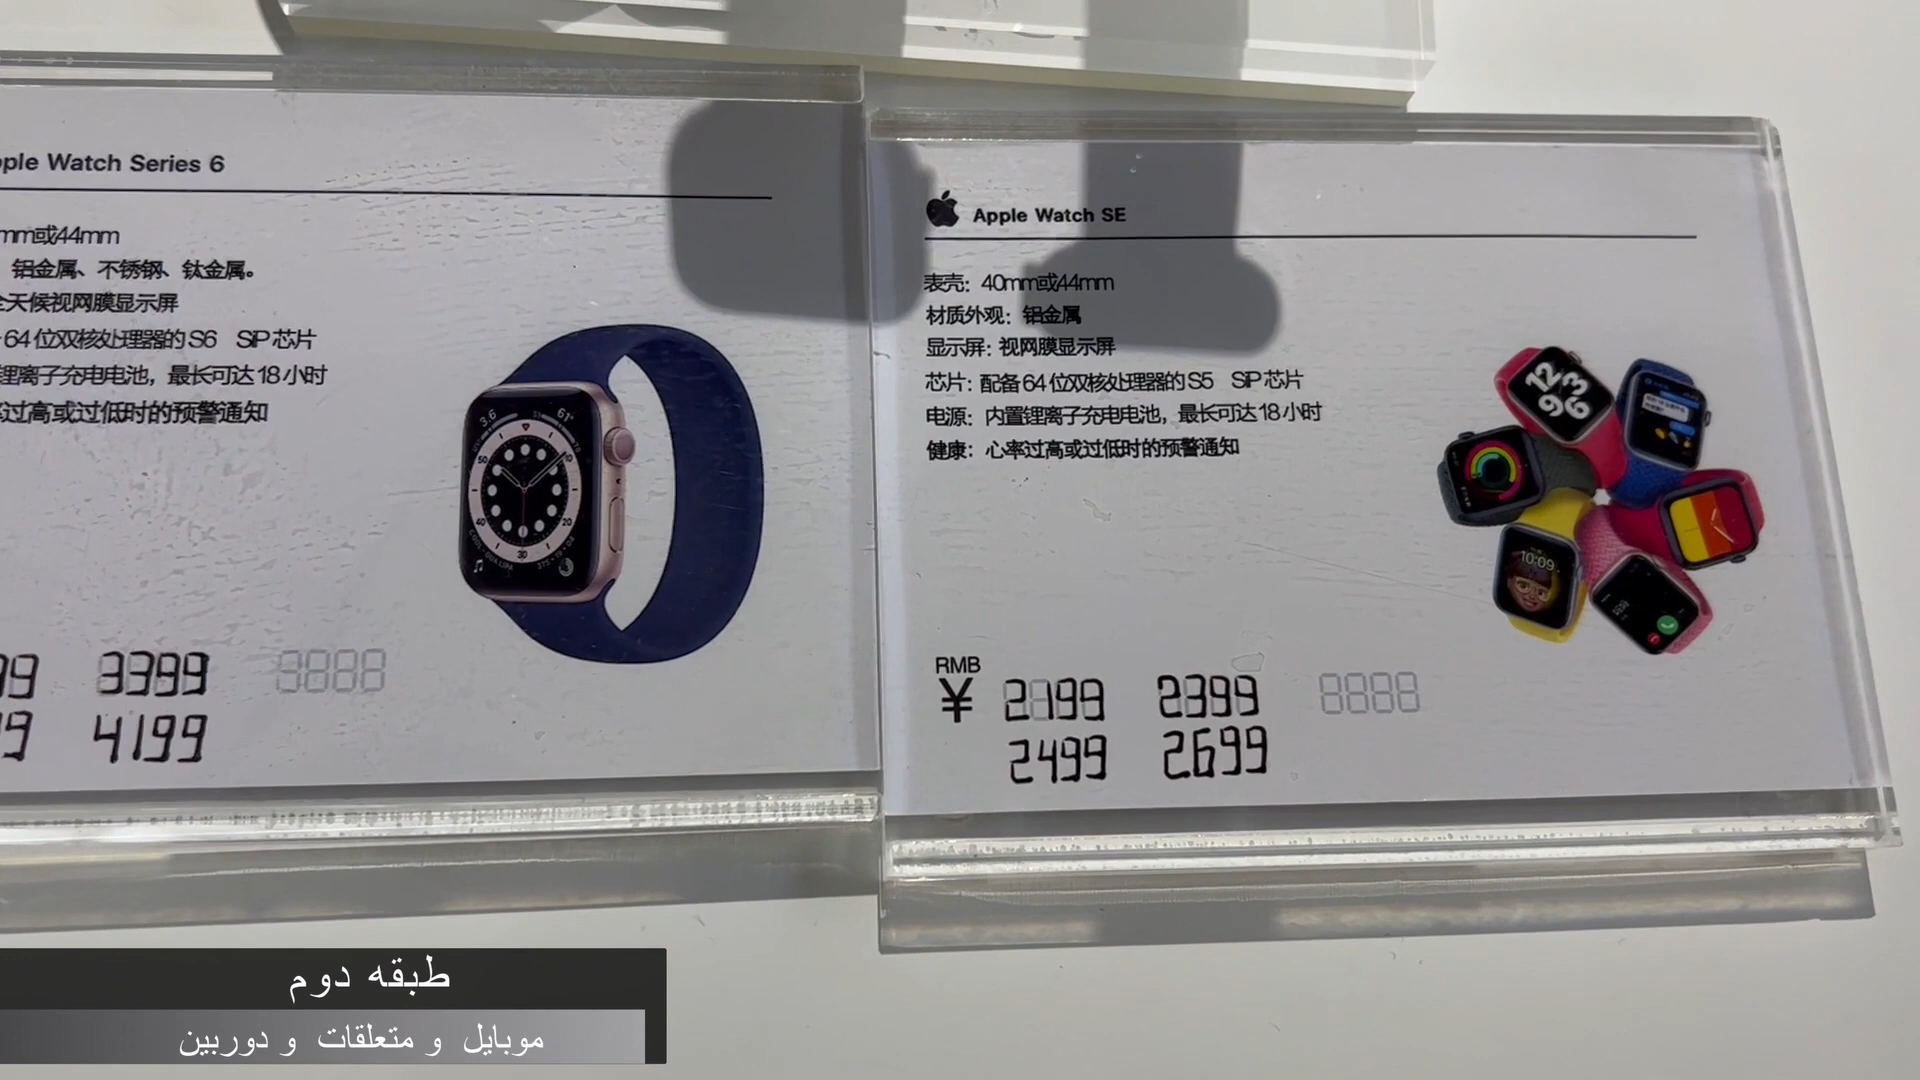 Watch Series 6
或44mm
铝金属、不锈钢、钛金属。
天候视网膜显示屏
64位双核处理器的S6 SiP芯片
锂离子充电电池，最长可达18小时
过高或过低时的预警通知
3399
4199
Apple Watch SE
表壳：40mm或44mm
材质外观：铝金属
显示屏：视网膜显示屏
芯片：配备64位双核处理器的S5 SiP芯片
电源：内置锂离子充电电池，最长可达18小时
健康：心率过高或过低时的预警通知
RMB
¥ 2199 2399
2499 2699
10:09
طبقه دوم
موبایل و متعلقات و دوربین